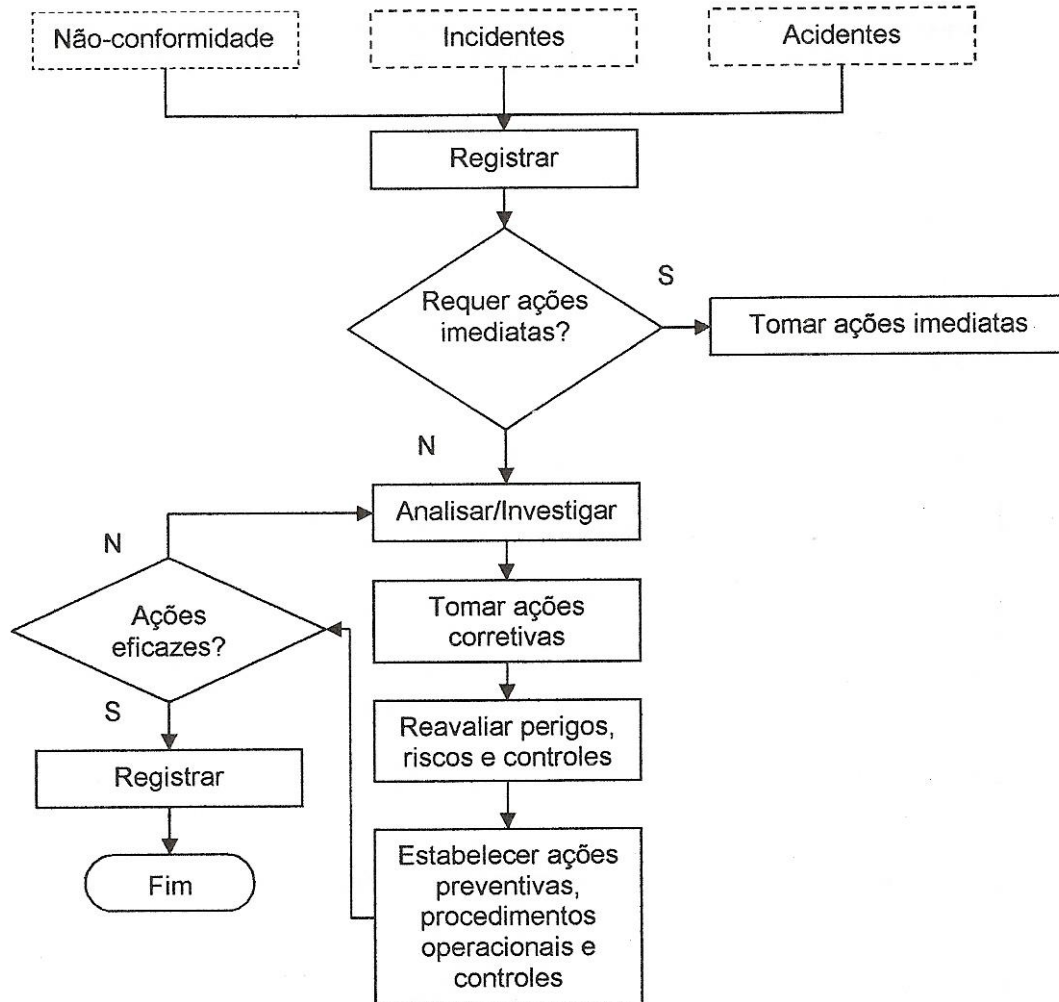 Não-conformidade
Incidentes
Acidentes
Registrar
Requer ações
imediatas?
S
Tomar ações imediatas
N
Analisar/Investigar
N
Ações
eficazes?
Tomar ações
corretivas
S
Reavaliar perigos,
riscos e controles
Registrar
Estabelecer ações
preventivas,
procedimentos
operacionais e
controles
Fim